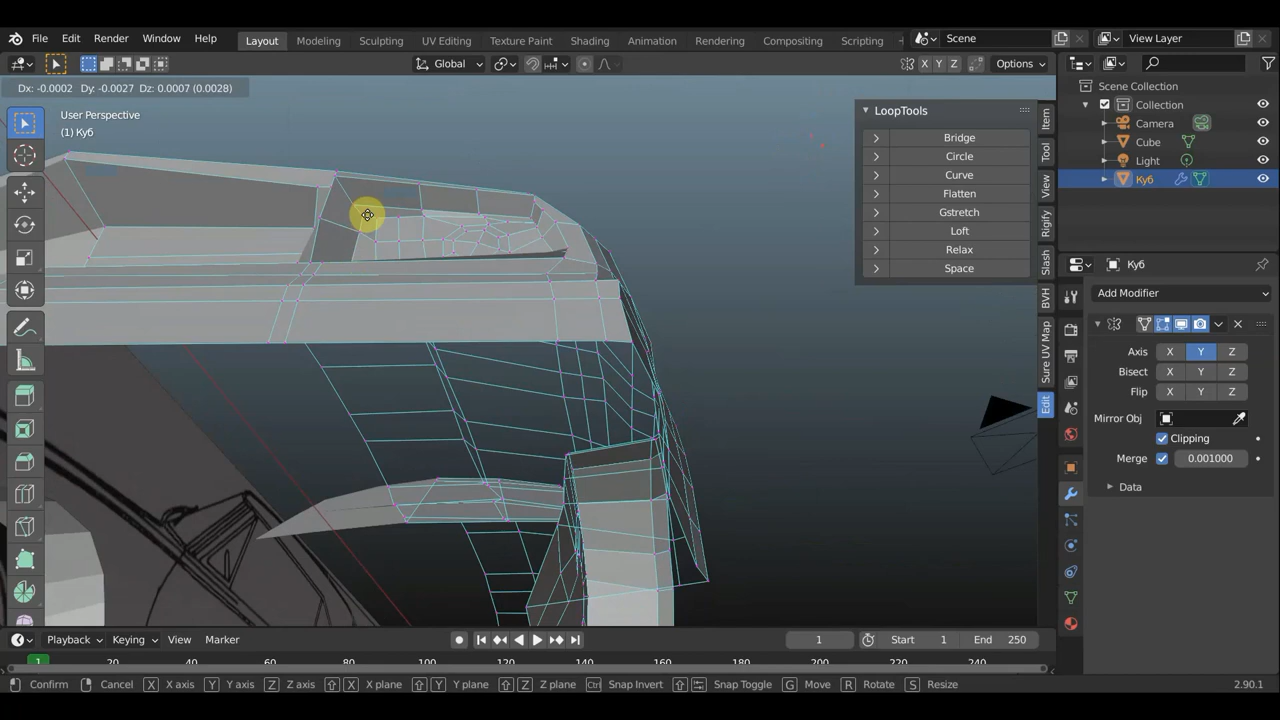 File Edit Render Window Help Layout Modeling Sculpting UV Editing Texture Paint Shading Animation Rendering Compositing Scripting Scene View Layer
Global Options X Y Z
Dx: -0.0002 Dy: -0.0027 Dz: 0.0007 (0.0028)
User Perspective
(1) Куб
LoopTools
Bridge
Circle
Curve
Flatten
Gstretch
Loft
Relax
Space
Item
Tool
View
Rigify
Slash
BVH
Sure UV Map
Edit
Scene Collection
Collection
Camera
Cube
Light
Куб
Куб
Add Modifier
Axis X Y Z
Bisect X Y Z
Flip X Y Z
Mirror Obj
Clipping
Merge 0.001000
Data
Playback Keying View Marker 1 Start 1 End 250
1 20 40 60 80 100 120 140 160 180 200 220 240
Confirm Cancel X X axis Y Y axis Z Z axis X X plane Y Y plane Z Z plane Ctrl Snap Invert Snap Toggle G Move R Rotate S Resize 2.90.1